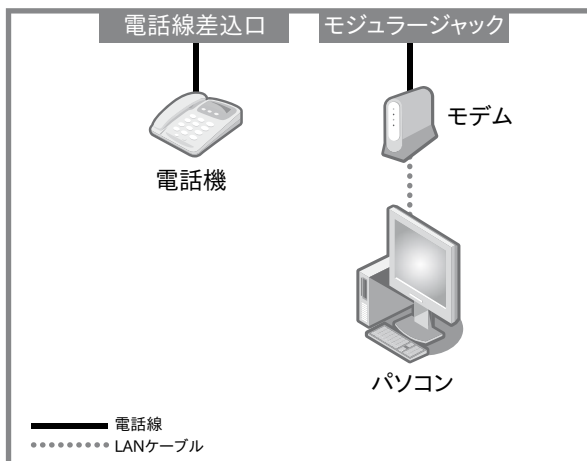 電話線差込口
モジュラージャック
電話機
モデム
パソコン
電話線
LANケーブル